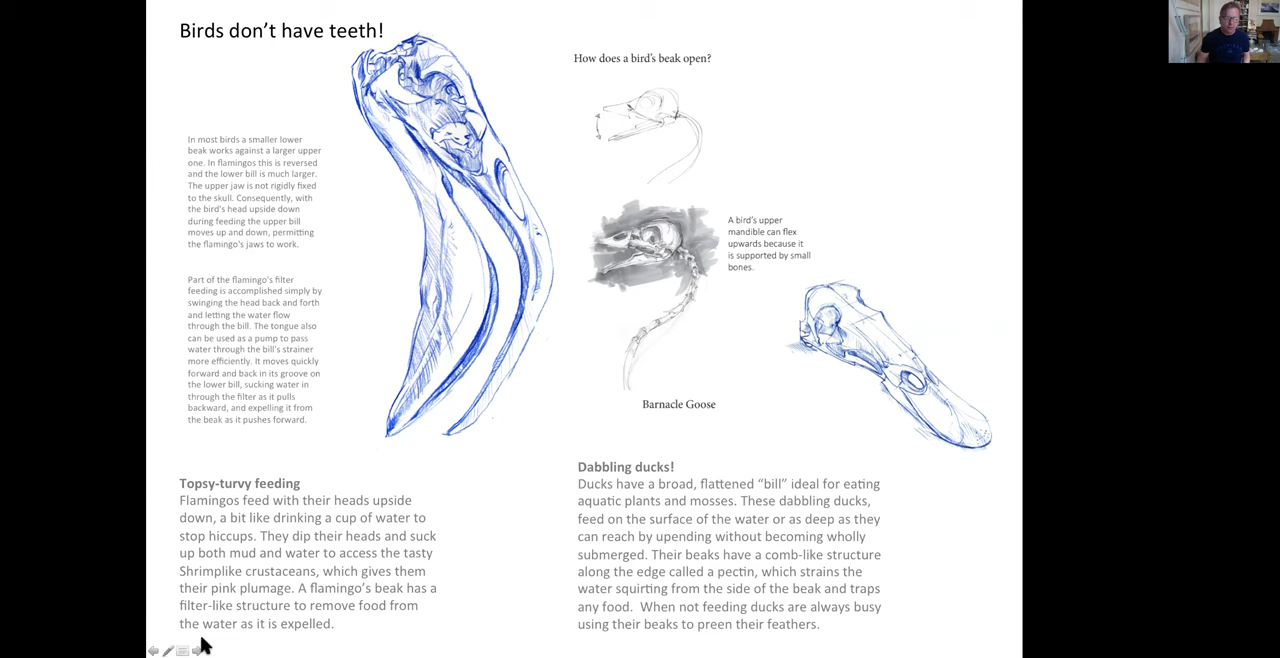 Birds don't have teeth!
In most birds a smaller lower
beak works against a larger upper
one. In flamingos this is reversed
and the lower bill is much larger.
The upper jaw is not rigidly fixed
to the skull. Consequently, with
the bird's head upside down
during feeding the upper bill
moves up and down, permitting
the flamingo's jaws to work.
Part of the flamingo's filter
feeding is accomplished simply by
swinging the head back and forth
and letting the water flow
through the bill. The tongue also
can be used as a pump to pass
water through the bill's strainer
more efficiently. It moves quickly
forward and back in its groove on
the lower bill, sucking water in
through the filter as it pulls
backward, and expelling it from
the beak as it pushes forward.
Topsy-turvy feeding
Flamingos feed with their heads upside
down, a bit like drinking a cup of water to
stop hiccups. They dip their heads and suck
up both mud and water to access the tasty
Shrimplike crustaceans, which gives them
their pink plumage. A flamingo's beak has a
filter-like structure to remove food from
the water as it is expelled.
How does a bird's beak open?
A bird's upper
mandible can flex
upwards because it
is supported by small
bones.
Barnacle Goose
Dabbling ducks!
Ducks have a broad, flattened "bill" ideal for eating
aquatic plants and mosses. These dabbling ducks,
feed on the surface of the water or as deep as they
can reach by upending without becoming wholly
submerged. Their beaks have a comb-like structure
along the edge called a pectin, which strains the
water squirting from the side of the beak and traps
any food. When not feeding ducks are always busy
using their beaks to preen their feathers.